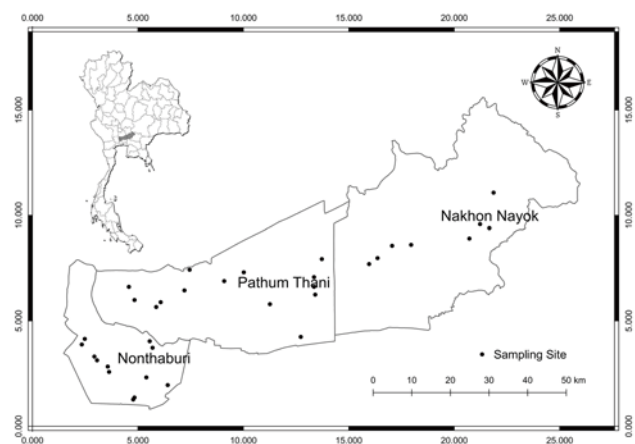 0.000 5.000 10.000 15.000 20.000 25.000
N
W E
S
15.000 15.000
10.000 10.000
Nakhon Nayok
Pathum Thani
5.000 5.000
Nonthaburi
Sampling Site
0 10 20 30 40 50 km
0.000 0.000
0.000 5.000 10.000 15.000 20.000 25.000